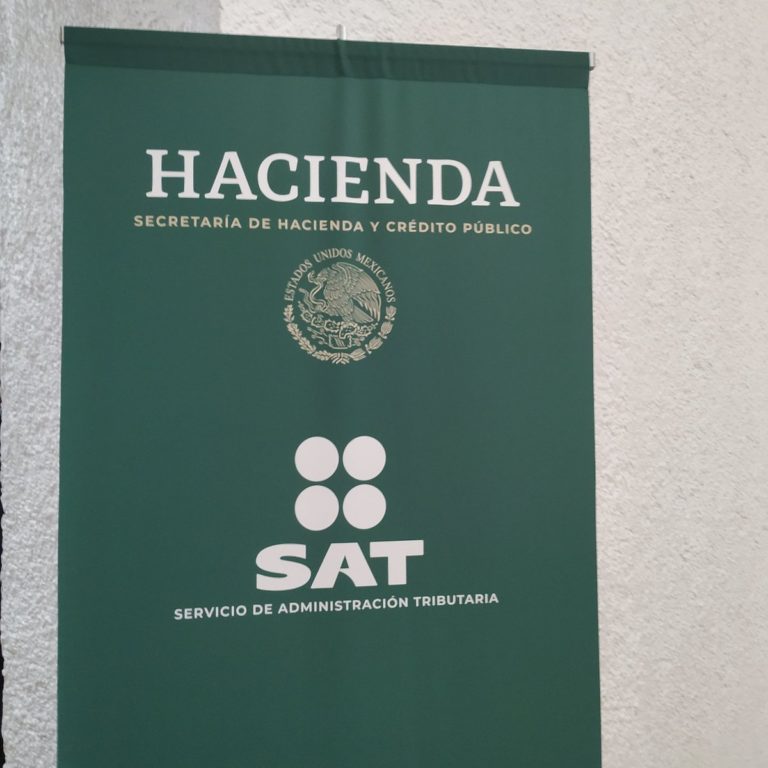 HACIENDA
SECRETARÍA DE HACIENDA Y CRÉDITO PÚBLICO
ESTADOS UNIDOS MEXICANOS
SAT
SERVICIO DE ADMINISTRACIÓN TRIBUTARIA